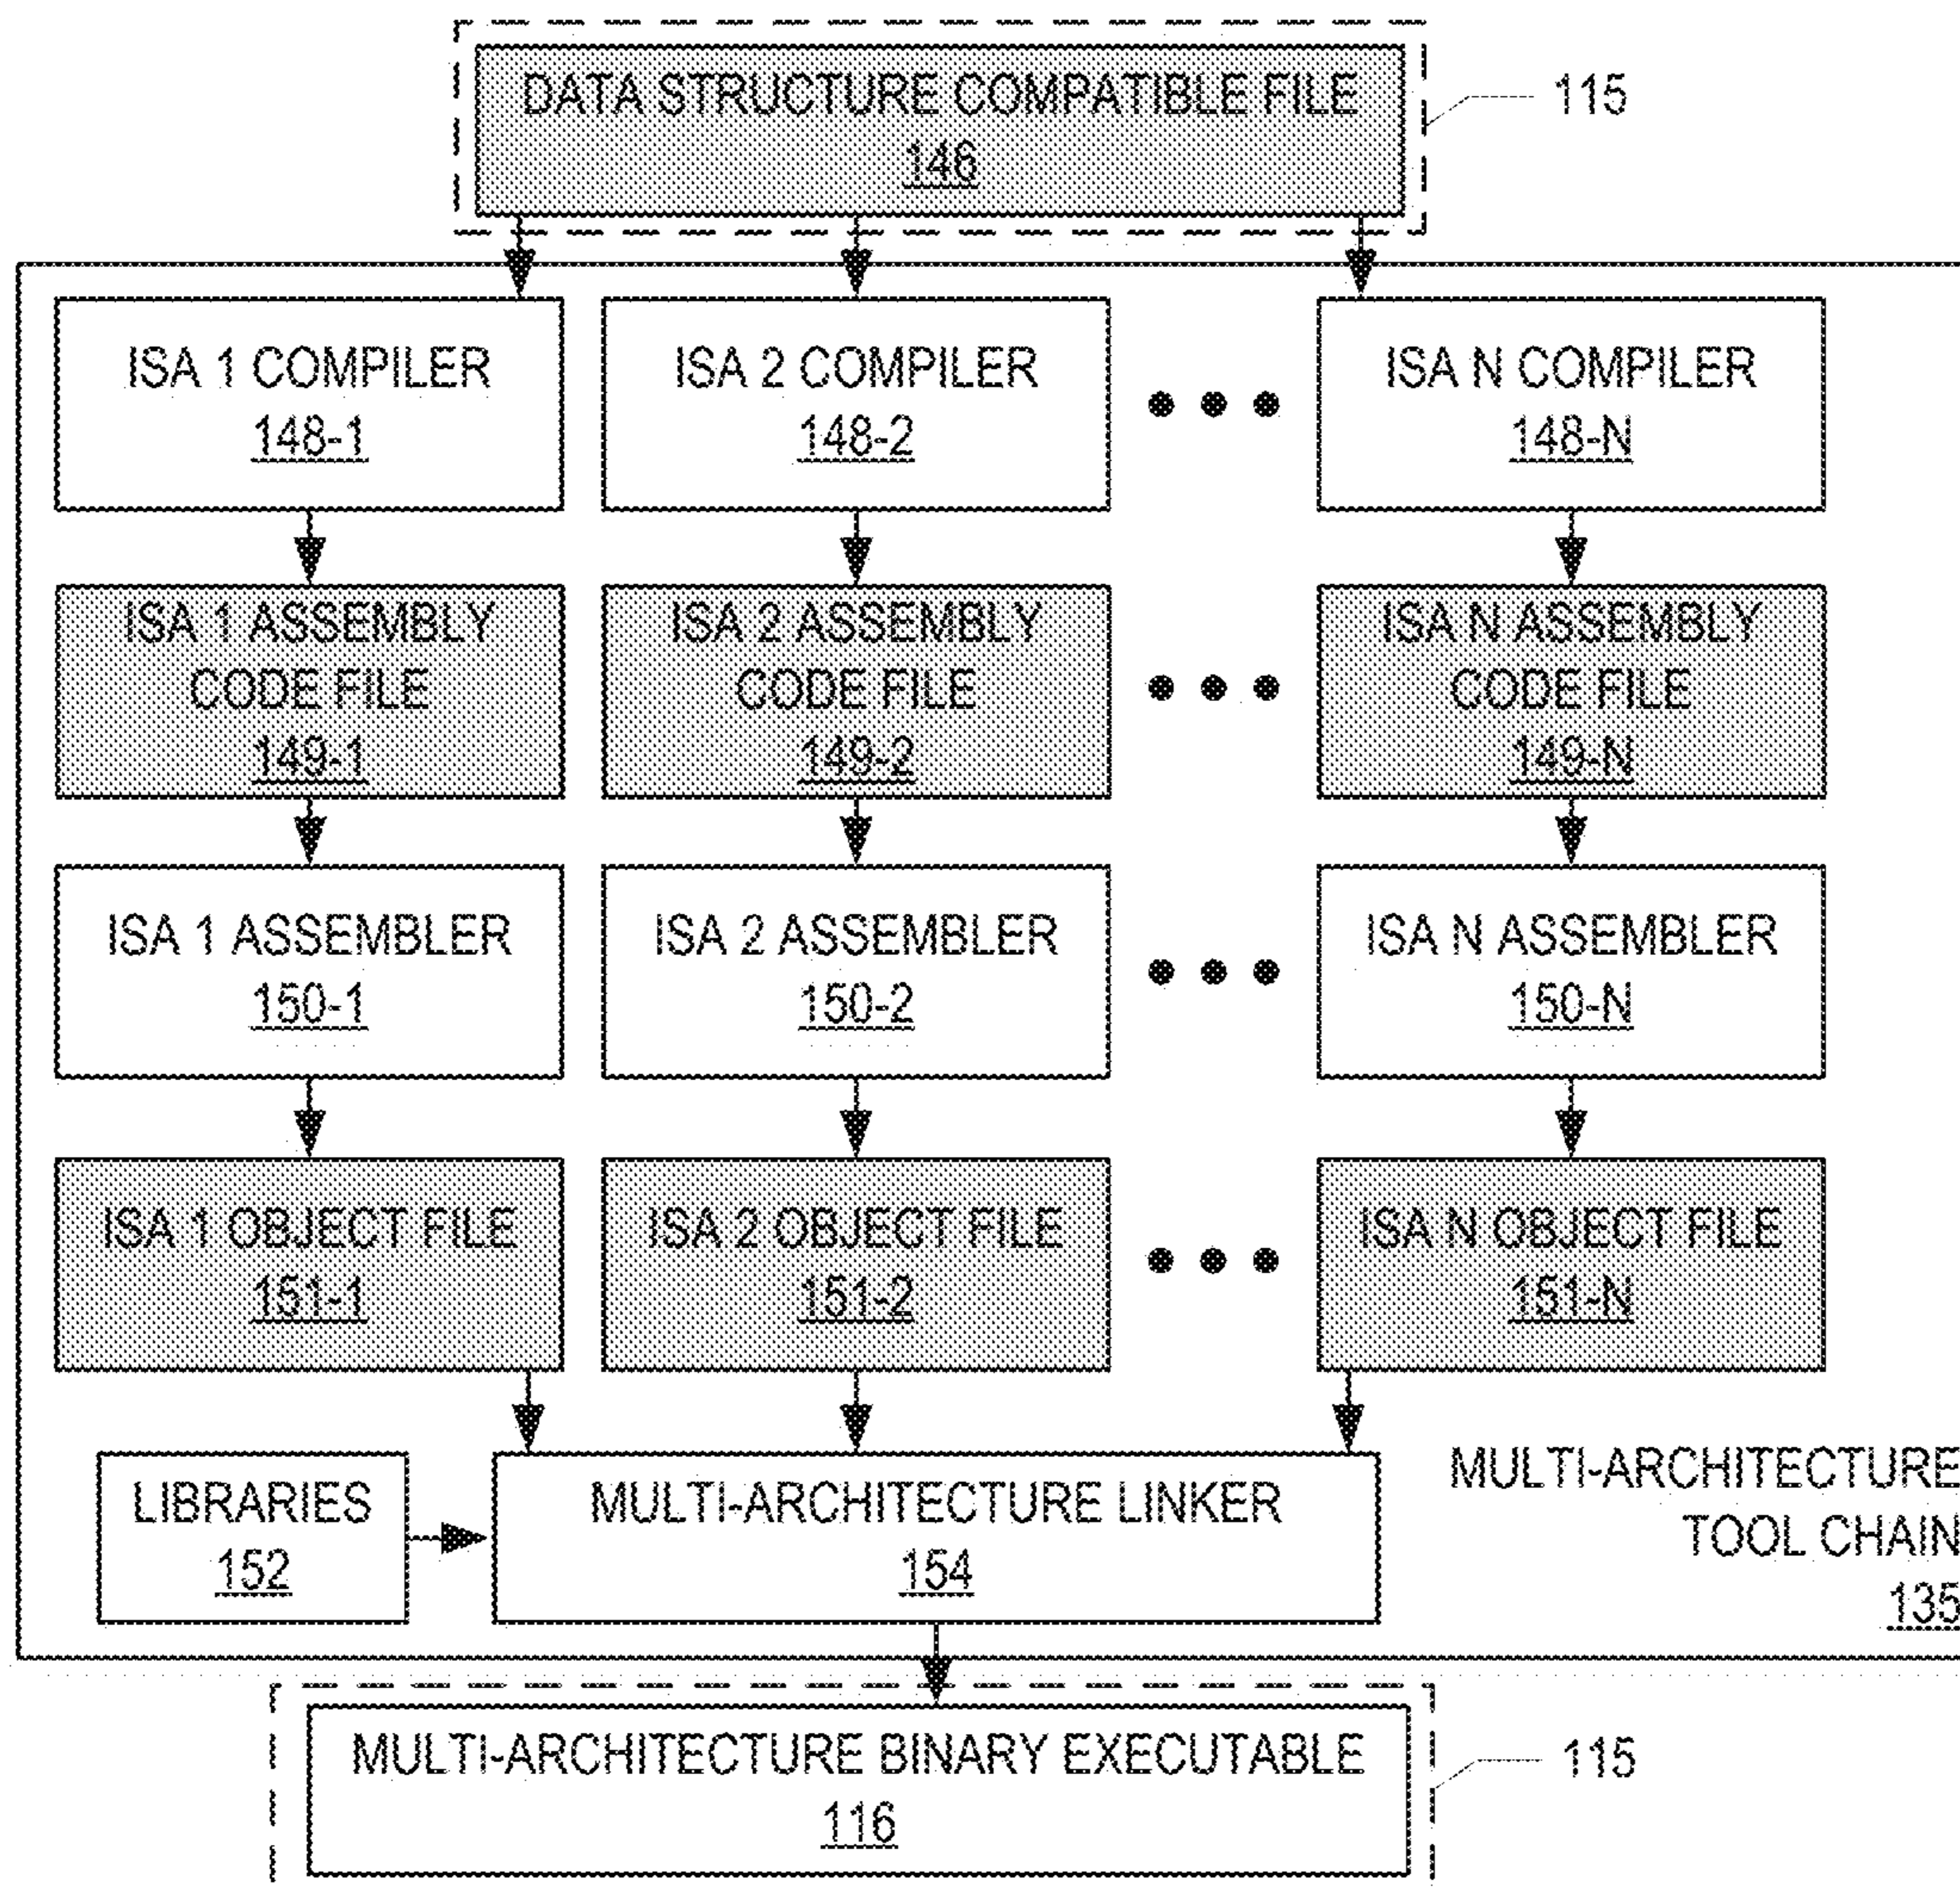 DATA STRUCTURE COMPATIBLE FILE
146
115
ISA 1 COMPILER
148-1
ISA 2 COMPILER
148-2
ISA N COMPILER
148-N
ISA 1 ASSEMBLY
CODE FILE
149-1
ISA 2 ASSEMBLY
CODE FILE
149-2
ISA N ASSEMBLY
CODE FILE
149-N
ISA 1 ASSEMBLER
150-1
ISA 2 ASSEMBLER
150-2
ISA N ASSEMBLER
150-N
ISA 1 OBJECT FILE
151-1
ISA 2 OBJECT FILE
151-2
ISA N OBJECT FILE
151-N
LIBRARIES
152
MULTI-ARCHITECTURE LINKER
154
MULTI-ARCHITECTURE
TOOL CHAIN
135
MULTI-ARCHITECTURE BINARY EXECUTABLE
116
115